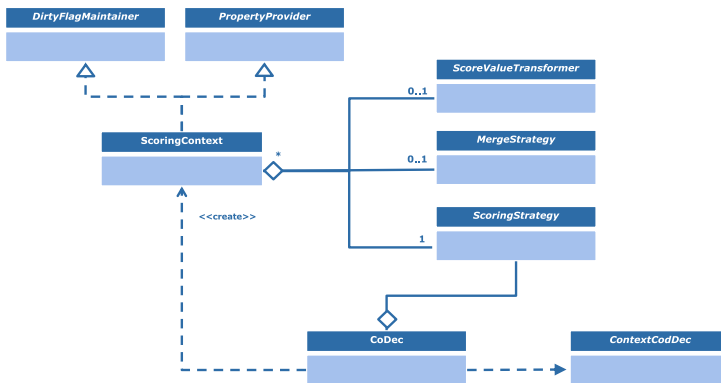 DirtyFlagMaintainer
PropertyProvider
ScoreValueTransformer
0..1
ScoringContext
MergeStrategy
*
0..1
<<create>>
ScoringStrategy
1
CoDec
ContextCodDec